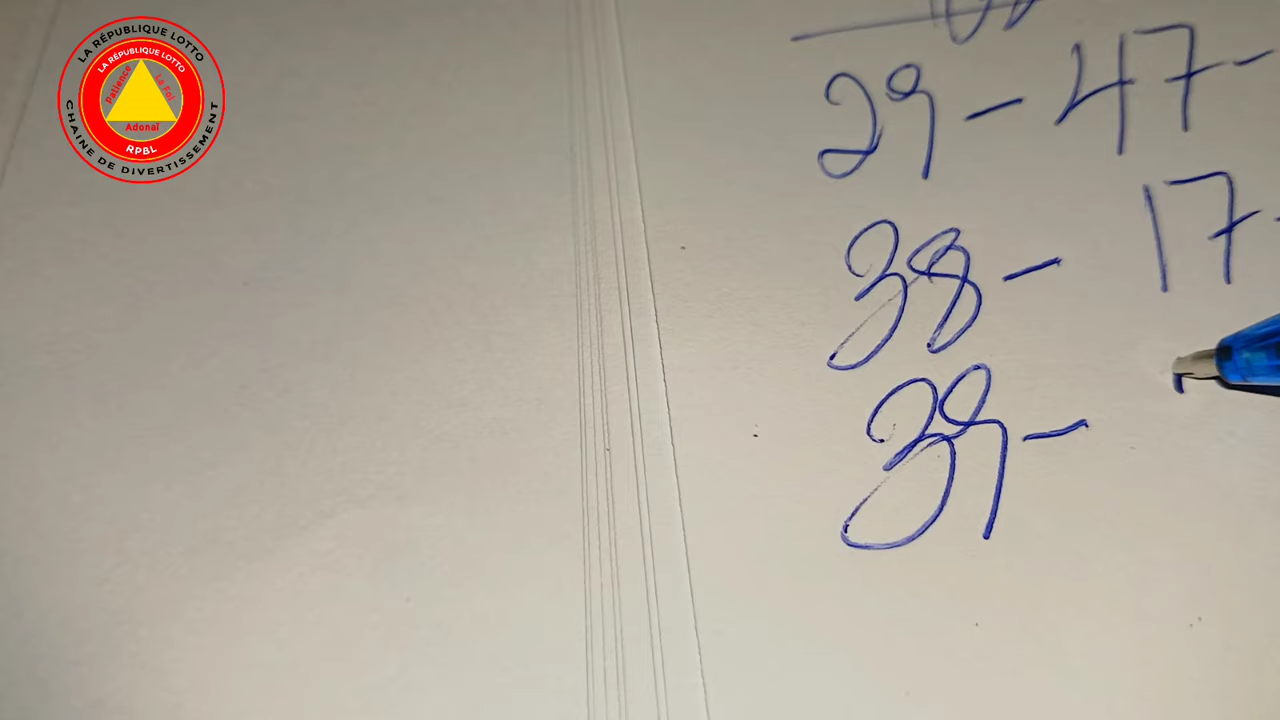 LA RÉPUBLIQUE LOTTO
LA RÉPUBLIQUE LOTTO
Patience
La Foi
Adonaï
RPBL
CHAINE DE DIVERTISSEMENT
29 - 47 -
38 - 17 -
39 -